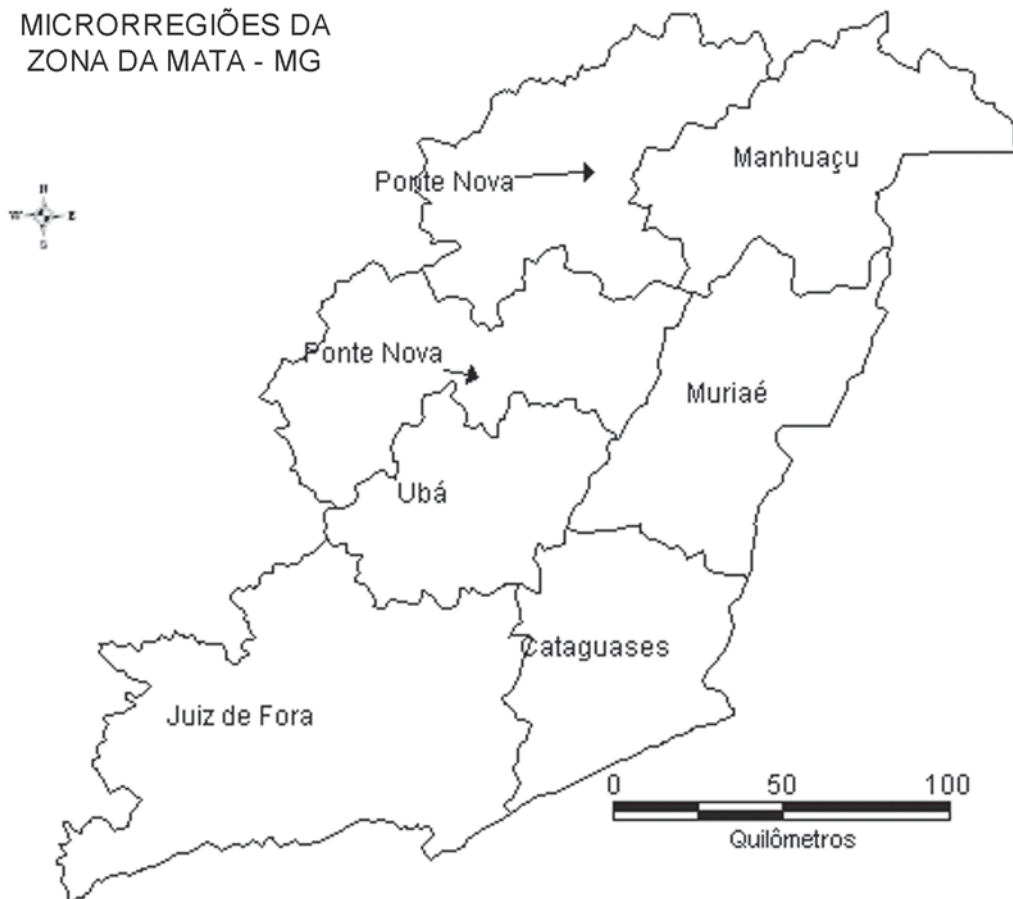 MICRORREGIÕES DA
ZONA DA MATA - MG
N
W E
S
Ponte Nova
Manhuaçu
Ponte Nova
Muriaé
Ubá
Cataguases
Juiz de Fora
0 50 100
Quilômetros